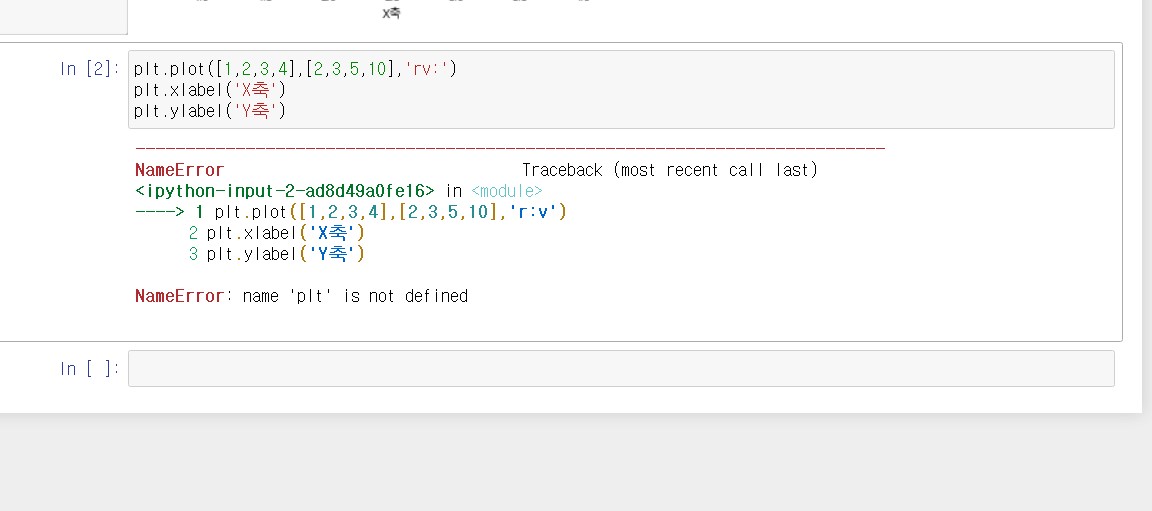 X축
In [2]: plt.plot([1,2,3,4],[2,3,5,10],'rv:')
plt.xlabel('X축')
plt.ylabel('Y축')
---------------------------------------------------------------------------
NameError Traceback (most recent call last)
<ipython-input-2-ad8d49a0fe16> in <module>
----> 1 plt.plot([1,2,3,4],[2,3,5,10],'r:v')
2 plt.xlabel('X축')
3 plt.ylabel('Y축')
NameError: name 'plt' is not defined
In [ ]: